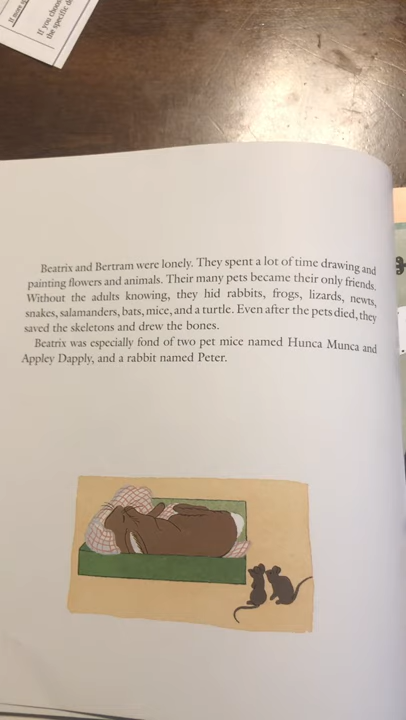 If you choos
the specific d
Beatrix and Bertram were lonely. They spent a lot of time drawing and
painting flowers and animals. Their many pets became their only friends.
Without the adults knowing, they hid rabbits, frogs, lizards, newts,
snakes, salamanders, bats, mice, and a turtle. Even after the pets died, they
saved the skeletons and drew the bones.
Beatrix was especially fond of two pet mice named Hunca Munca and
Appley Dapply, and a rabbit named Peter.